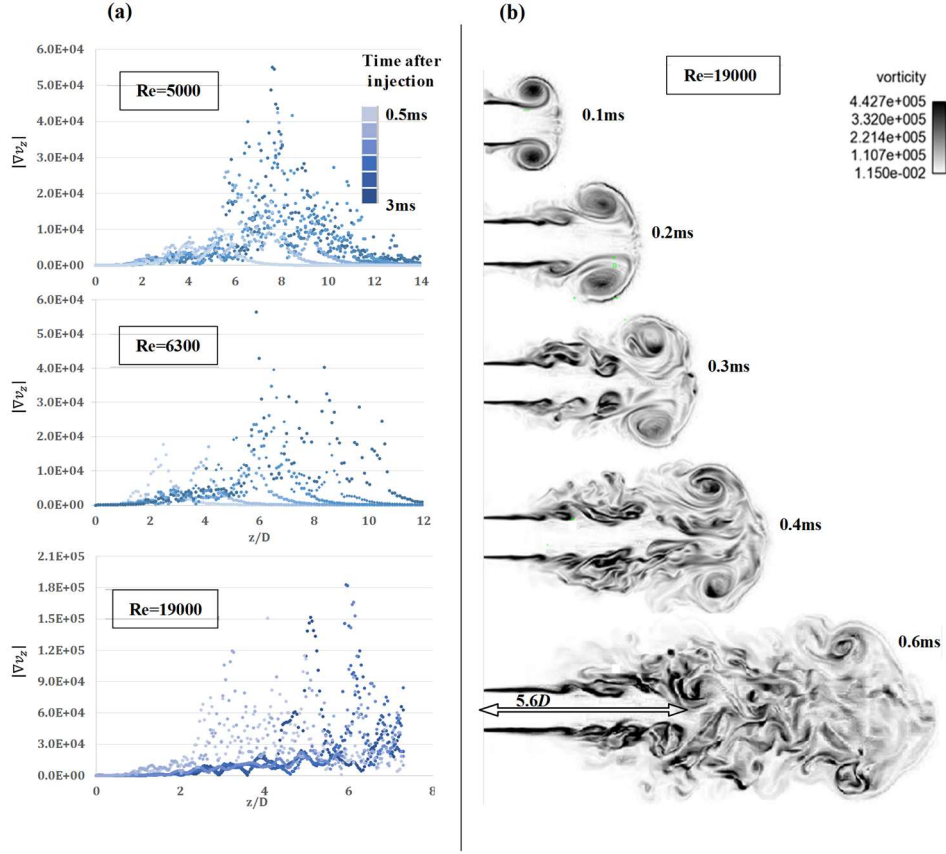 (a)
(b)
6.0E+04
5.0E+04
4.0E+04
3.0E+04
2.0E+04
1.0E+04
0.0E+00
|∇v_z|
Re=5000
Time after
injection
0.5ms
3ms
0 2 4 6 8 10 12 14
6.0E+04
5.0E+04
4.0E+04
3.0E+04
2.0E+04
1.0E+04
0.0E+00
|∇v_z|
Re=6300
0 2 4 6 8 10 12
z/D
2.1E+05
1.8E+05
1.5E+05
1.2E+05
9.0E+04
6.0E+04
3.0E+04
0.0E+00
|∇v_z|
Re=19000
0 2 4 6 8
z/D
Re=19000
vorticity
4.427e+005
3.320e+005
2.214e+005
1.107e+005
1.150e-002
0.1ms
0.2ms
0.3ms
0.4ms
0.6ms
5.6D